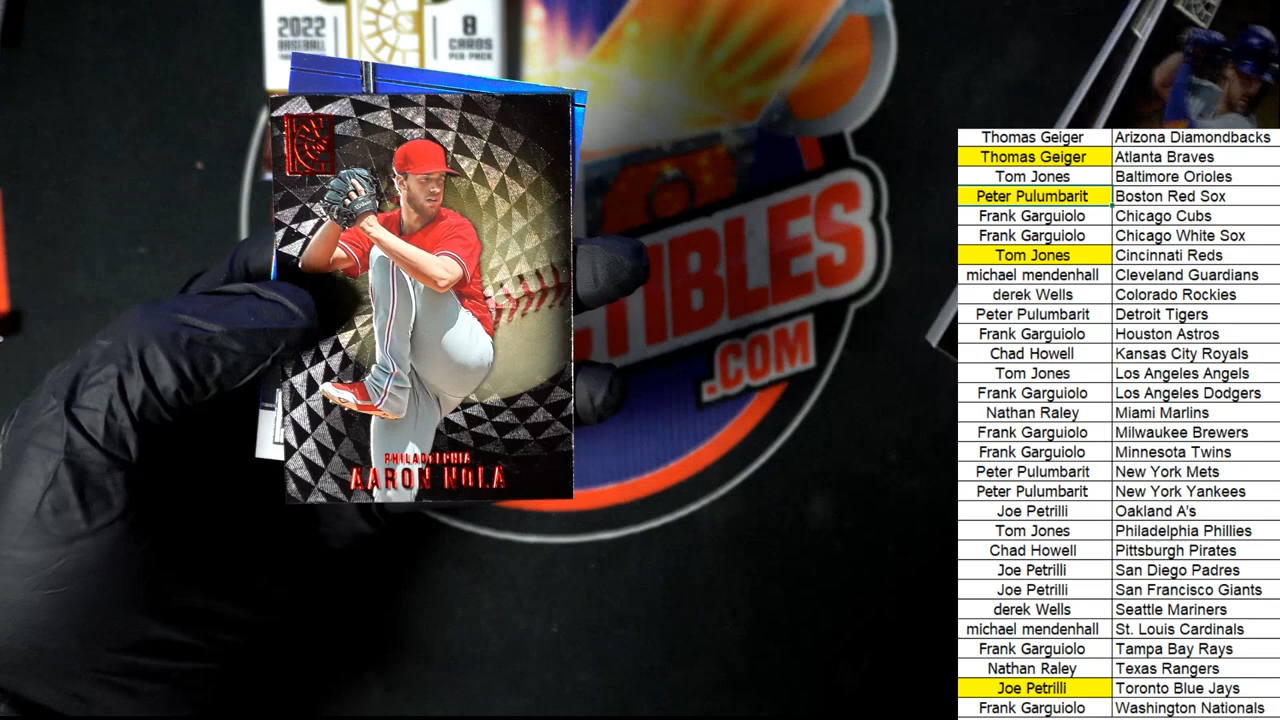 2022
BASEBALL
8
CARDS
PER PACK
TIBLES
.COM
PHILADELPHIA
AARON NOLA
Thomas Geiger Arizona Diamondbacks
Thomas Geiger Atlanta Braves
Tom Jones Baltimore Orioles
Peter Pulumbarit Boston Red Sox
Frank Garguiolo Chicago Cubs
Frank Garguiolo Chicago White Sox
Tom Jones Cincinnati Reds
michael mendenhall Cleveland Guardians
derek Wells Colorado Rockies
Peter Pulumbarit Detroit Tigers
Frank Garguiolo Houston Astros
Chad Howell Kansas City Royals
Tom Jones Los Angeles Angels
Frank Garguiolo Los Angeles Dodgers
Nathan Raley Miami Marlins
Frank Garguiolo Milwaukee Brewers
Frank Garguiolo Minnesota Twins
Peter Pulumbarit New York Mets
Peter Pulumbarit New York Yankees
Joe Petrilli Oakland A's
Tom Jones Philadelphia Phillies
Chad Howell Pittsburgh Pirates
Joe Petrilli San Diego Padres
Joe Petrilli San Francisco Giants
derek Wells Seattle Mariners
michael mendenhall St. Louis Cardinals
Frank Garguiolo Tampa Bay Rays
Nathan Raley Texas Rangers
Joe Petrilli Toronto Blue Jays
Frank Garguiolo Washington Nationals